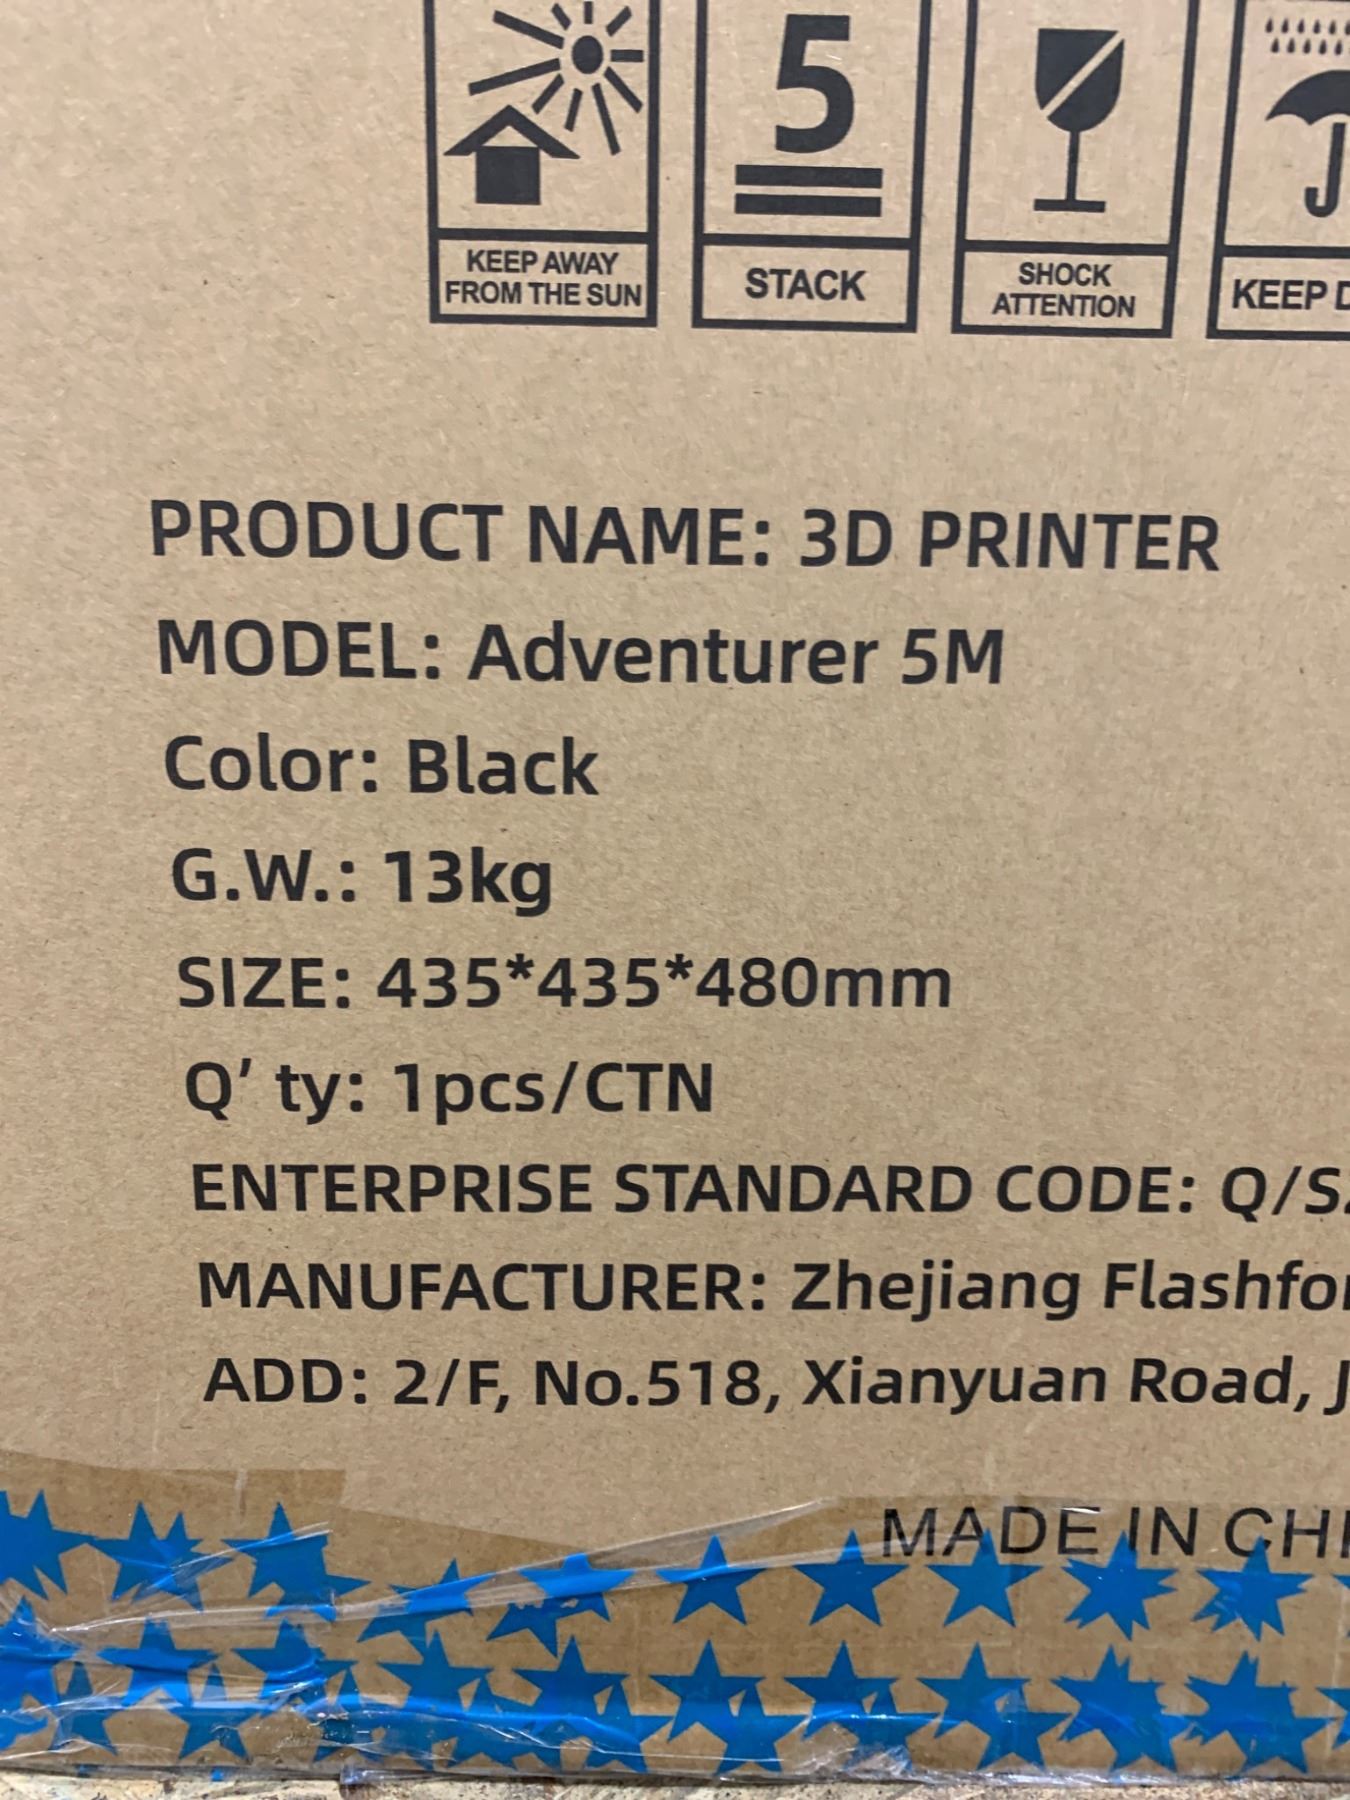 5
KEEP AWAY
FROM THE SUN
STACK
SHOCK
ATTENTION
KEEP
PRODUCT NAME: 3D PRINTER
MODEL: Adventurer 5M
Color: Black
G.W.: 13kg
SIZE: 435*435*480mm
Q' ty: 1pcs/CTN
ENTERPRISE STANDARD CODE: Q/S
MANUFACTURER: Zhejiang Flashfor
ADD: 2/F, No.518, Xianyuan Road, J
MADE IN CHI